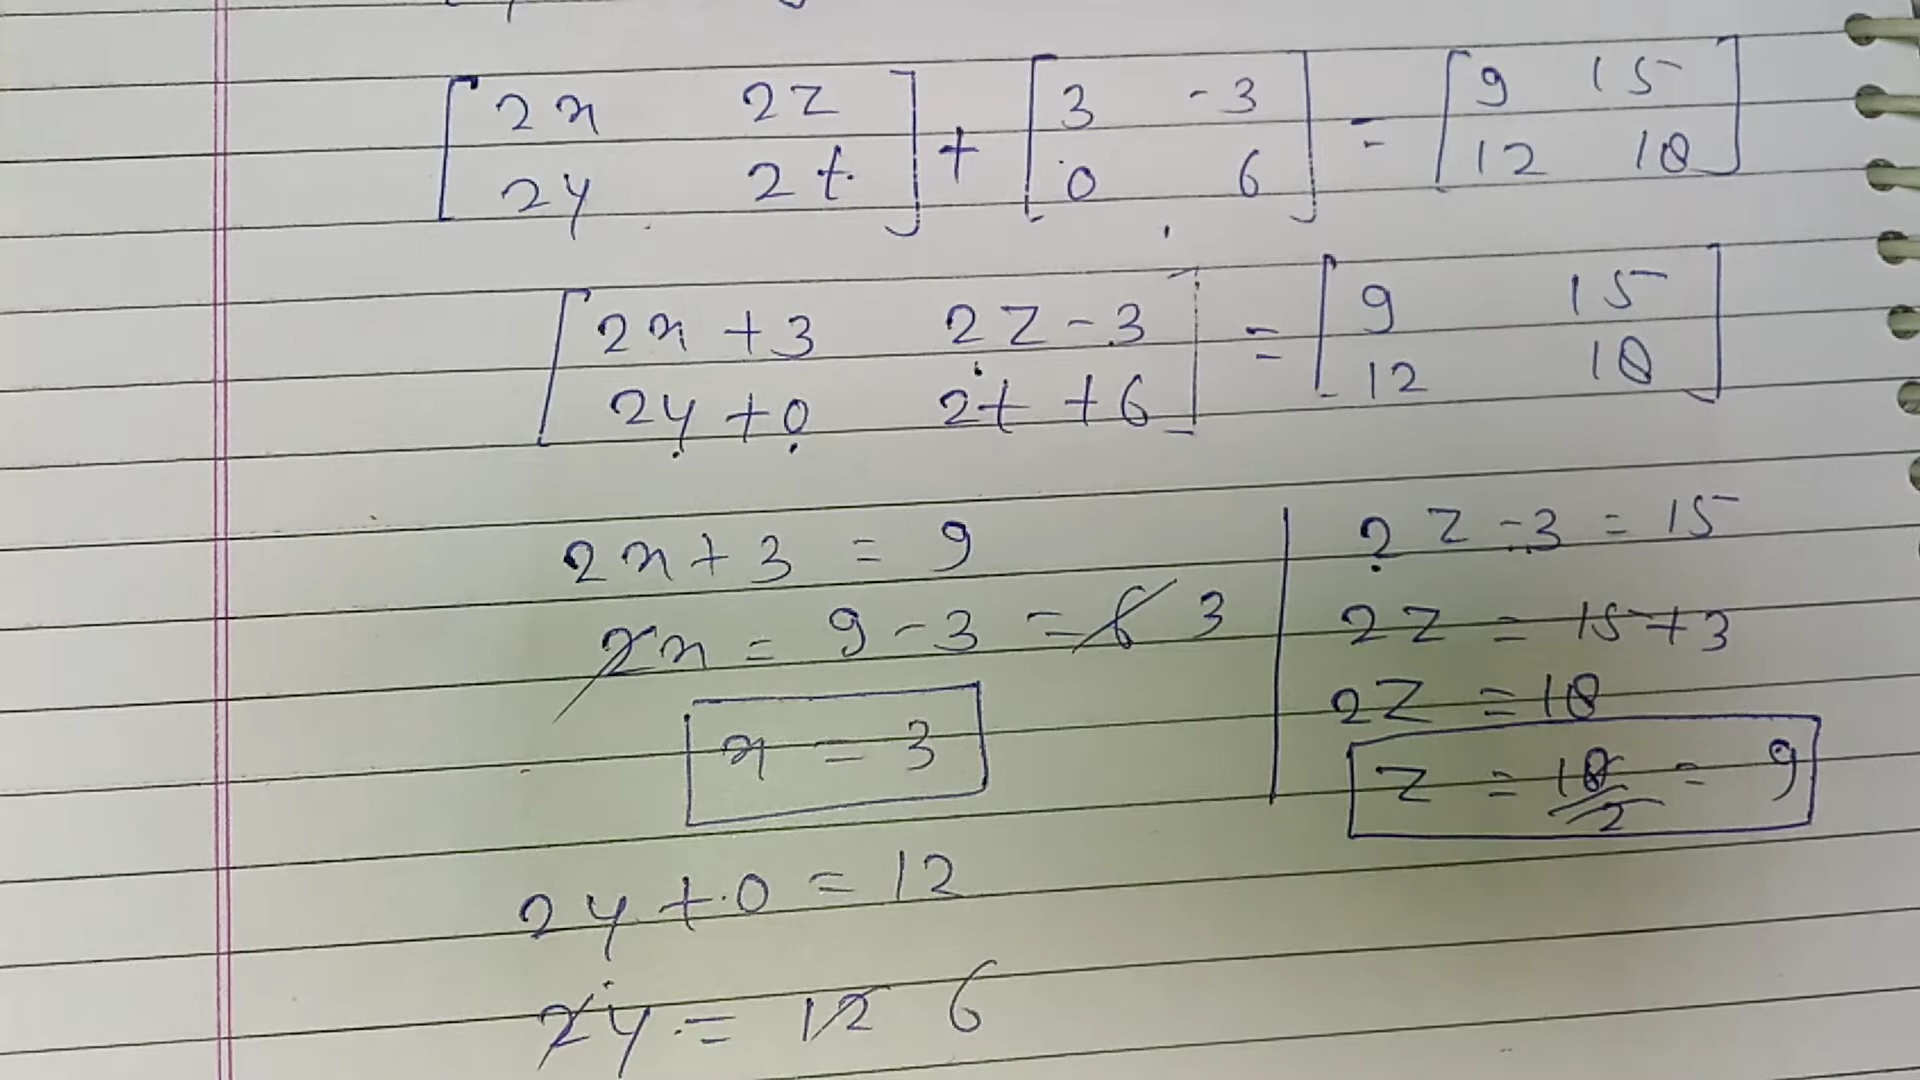 [2x 2z 2y 2t] + [3 -3 0 6] = [9 15 12 18]
[2x + 3 2z - 3 2y + 0 2t + 6] = [9 15 12 18]
2x + 3 = 9
2x = 9 - 3 = 6 3
x = 3
2z - 3 = 15
2z = 15 + 3
2z = 18
z = 18/2 = 9
2y + 0 = 12
2y = 12 6